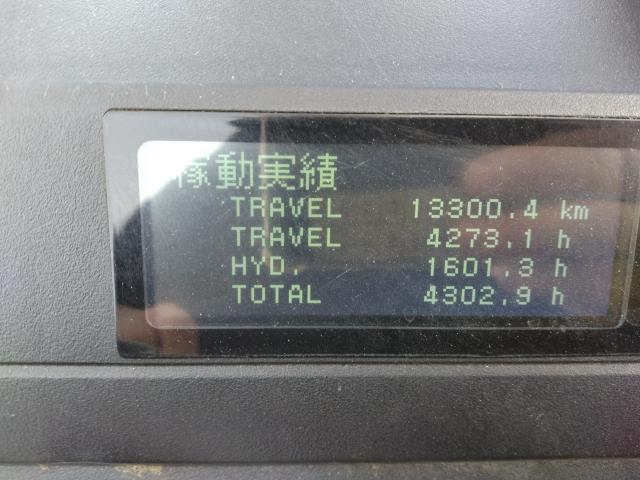 稼動実績
TRAVEL 13300.4 km
TRAVEL 4273.1 h
HYD. 1601.3 h
TOTAL 4302.9 h